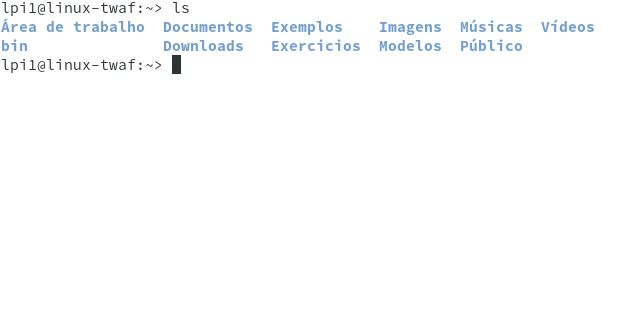 lpi1@linux-twaf:~> ls
Área de trabalho  Documentos  Exemplos    Imagens  Músicas  Vídeos
bin               Downloads   Exercicios  Modelos  Público
lpi1@linux-twaf:~>